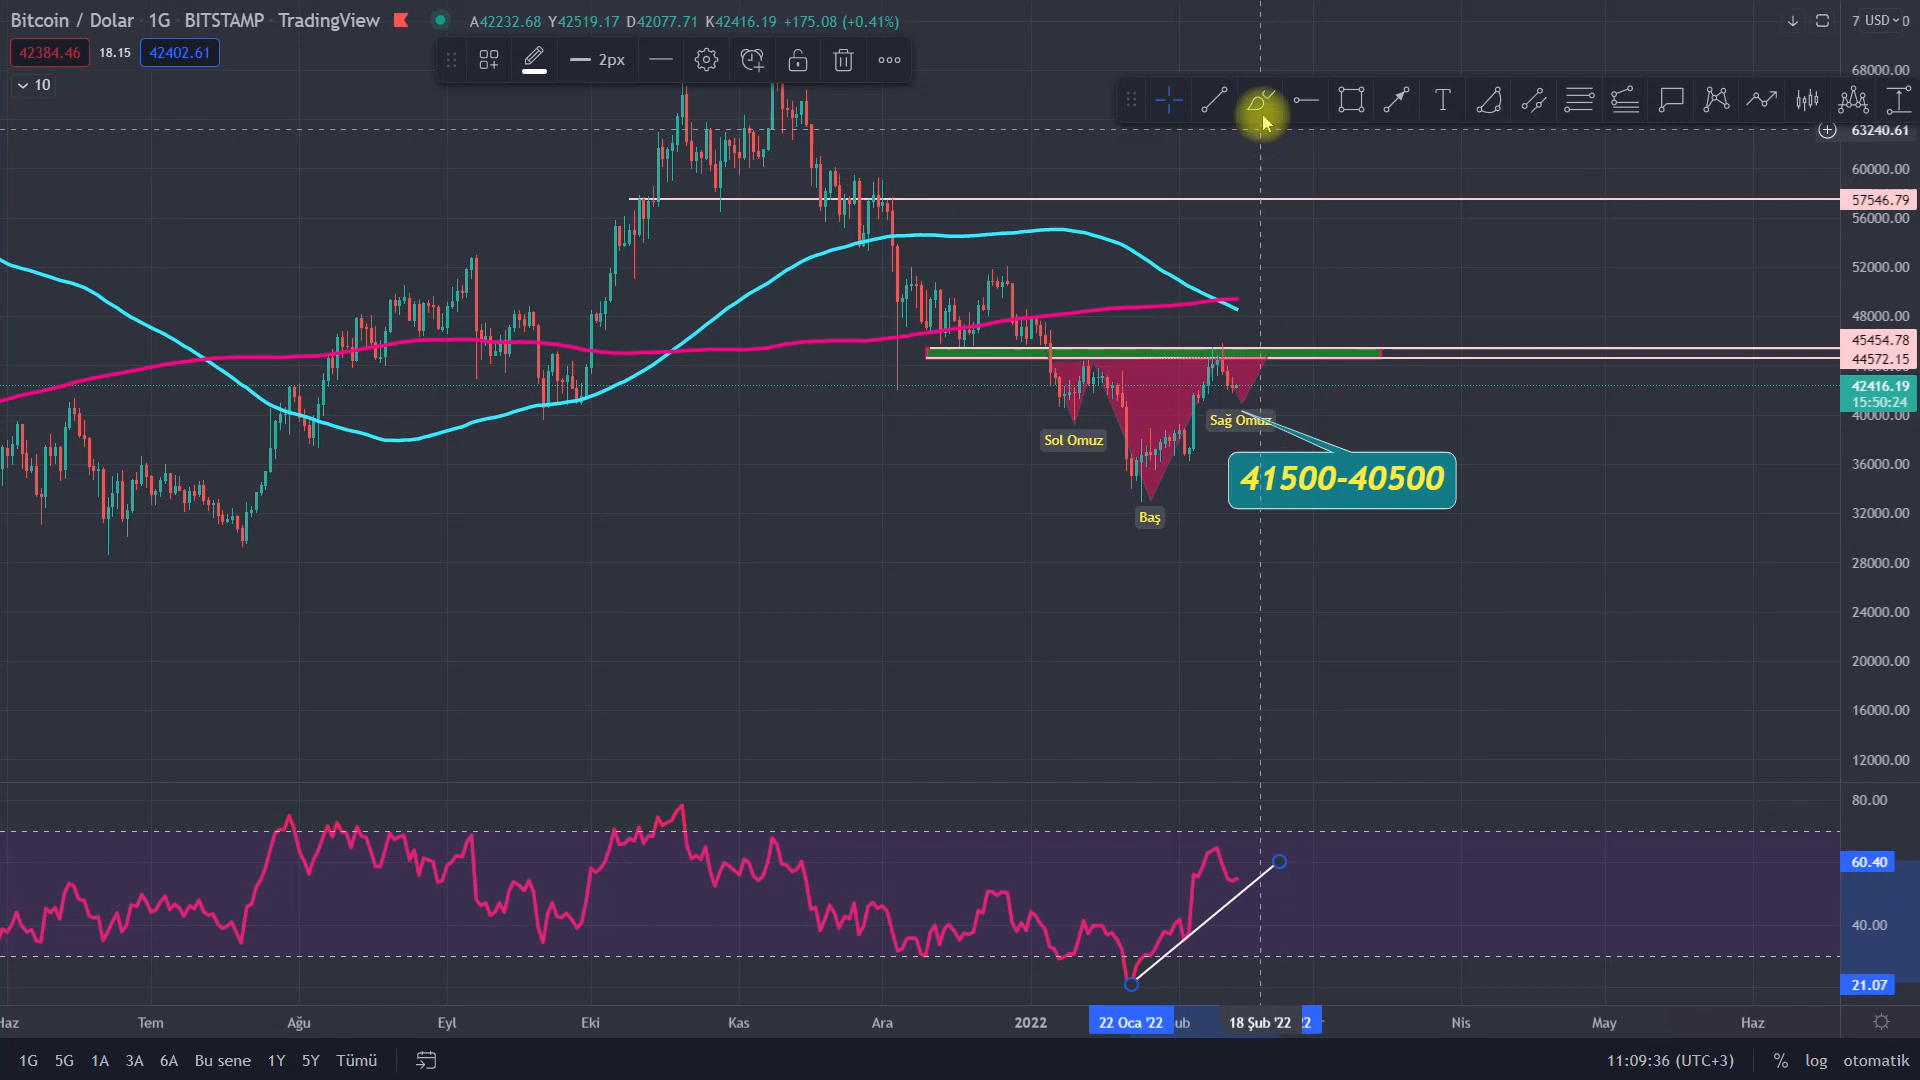 Bitcoin / Dolar · 1G · BITSTAMP · TradingView
A42232.68 Y42519.17 D42077.71 K42416.19 +175.08 (+0.41%)
7 USD 0
42384.46 18.15 42402.61
2px
10
T
68000.00
63240.61
60000.00
57546.79
56000.00
52000.00
48000.00
45454.78
44572.15
42416.19
15:50:24
40000.00
36000.00
32000.00
28000.00
24000.00
20000.00
16000.00
12000.00
Sol Omuz
Sağ Omuz
Baş
41500-40500
80.00
60.40
40.00
21.07
Haz Tem Ağu Eyl Eki Kas Ara 2022 22 Oca '22 ub 18 Şub '22 2 Nis May Haz
1G 5G 1A 3A 6A Bu sene 1Y 5Y Tümü
11:09:36 (UTC+3) % log otomatik